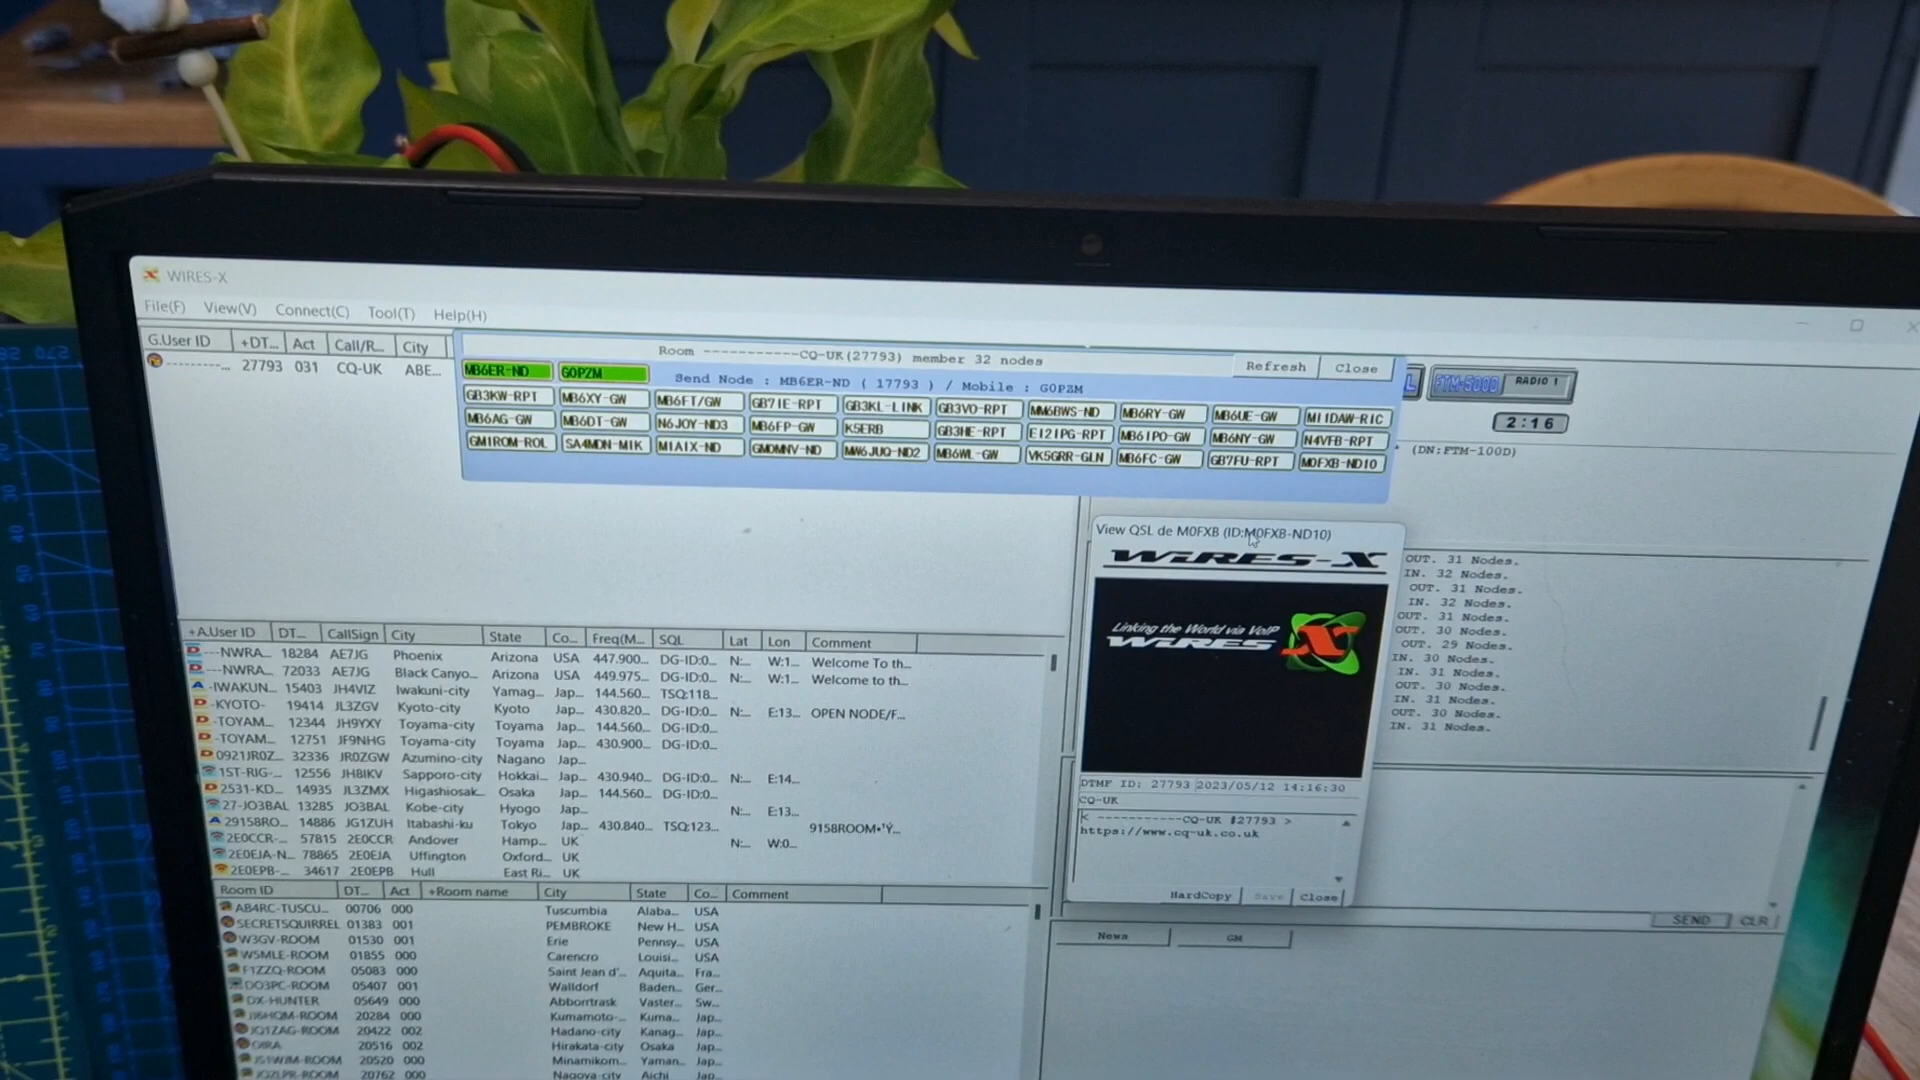 WIRES-X
File(F) View(V) Connect(C) Tool(T) Help(H)
G.User ID +DT... Act Call/R... City
---------... 27793 031 CQ-UK ABE...
Room -----------CQ-UK(27793) member 32 nodes Refresh Close
MB6ER-ND G0PZM Send Node : MB6ER-ND ( 17793 ) / Mobile : G0PZM
GB3KW-RPT MB6XY-GW MB6FT/GW GB7IE-RPT GB3KL-LINK GB3VO-RPT MM6BWS-ND MB6RY-GW MB6UE-GW MI1DAW-RIC
MB6AG-GW MB6DT-GW N6JOY-ND3 MB6FP-GW K5ERB GB3HE-RPT EI2IPG-RPT MB6IPO-GW MB6NY-GW N4VFB-RPT
GM1ROM-ROL SA4MDN-MIK M1AIX-ND GM0MNV-ND MW6JUQ-ND2 MB6WL-GW VK5GRR-GLN MB6FC-GW GB7FU-RPT M0FXB-ND10
FTM-500D RADIO 1
2:16
(DN:FTM-100D)
View QSL de M0FXB (ID:M0FXB-ND10)
WiRES-X
Linking the World via VoIP
WiRES X
DTMF ID: 27793 2023/05/12 14:16:30
CQ-UK
< -----------CQ-UK #27793 >
https://www.cq-uk.co.uk
HardCopy Save Close
OUT. 31 Nodes.
IN. 32 Nodes.
OUT. 31 Nodes.
IN. 32 Nodes.
OUT. 31 Nodes.
OUT. 30 Nodes.
OUT. 29 Nodes.
IN. 30 Nodes.
IN. 31 Nodes.
OUT. 30 Nodes.
IN. 31 Nodes.
OUT. 30 Nodes.
IN. 31 Nodes.
SEND CLR
News GM
+A.User ID DT... CallSign City State Co... Freq(M... SQL Lat Lon Comment
---NWRA... 18284 AE7JG Phoenix Arizona USA 447.900... DG-ID:0... N:... W:1... Welcome To th...
---NWRA... 72033 AE7JG Black Canyo... Arizona USA 449.975... DG-ID:0... N:... W:1... Welcome to th...
-IWAKUN... 15403 JH4VIZ Iwakuni-city Yamag... Jap... 144.560... TSQ:118...
-KYOTO- 19414 JL3ZGV Kyoto-city Kyoto Jap... 430.820... DG-ID:0... N:... E:13... OPEN NODE/F...
-TOYAM... 12344 JH9YXY Toyama-city Toyama Jap... 144.560... DG-ID:0...
-TOYAM... 12751 JF9NHG Toyama-city Toyama Jap... 430.900... DG-ID:0...
0921JR0Z... 32336 JR0ZGW Azumino-city Nagano Jap...
1ST-RIG-... 12556 JH8IKV Sapporo-city Hokkai... Jap... 430.940... DG-ID:0... N:... E:14...
2531-KD... 14935 JL3ZMX Higashiosak... Osaka Jap... 144.560... DG-ID:0...
27-JO3BAL 13285 JO3BAL Kobe-city Hyogo Jap... N:... E:13...
29158RO... 14886 JG1ZUH Itabashi-ku Tokyo Jap... 430.840... TSQ:123... 9158ROOM•'Ý...
2E0CCR-... 57815 2E0CCR Andover Hamp... UK N:... W:0...
2E0EJA-N... 78865 2E0EJA Uffington Oxford... UK
2E0EPB-... 34617 2E0EPB Hull East Ri... UK
Room ID DT... Act +Room name City State Co... Comment
AB4RC-TUSCU... 00706 000 Tuscumbia Alaba... USA
SECRETSQUIRREL 01383 001 PEMBROKE New H... USA
W3GV-ROOM 01530 001 Erie Pennsy... USA
W5MLE-ROOM 01855 000 Carencro Louisi... USA
F1ZZQ-ROOM 05083 000 Saint Jean d'... Aquita... Fra...
DO3PC-ROOM 05407 001 Walldorf Baden... Ger...
DX-HUNTER 05649 000 Abborrtrask Vaster... Sw...
JI6HQM-ROOM 20284 000 Kumamoto-... Kuma... Jap...
JQ1ZAG-ROOM 20422 002 Hadano-city Kanag... Jap...
20516 002 Hirakata-city Osaka Jap...
JS1WJM-ROOM 20520 000 Minamikom... Yaman... Jap...
JQ2LPR-ROOM 20762 000 Nagoya-city Aichi Jap...